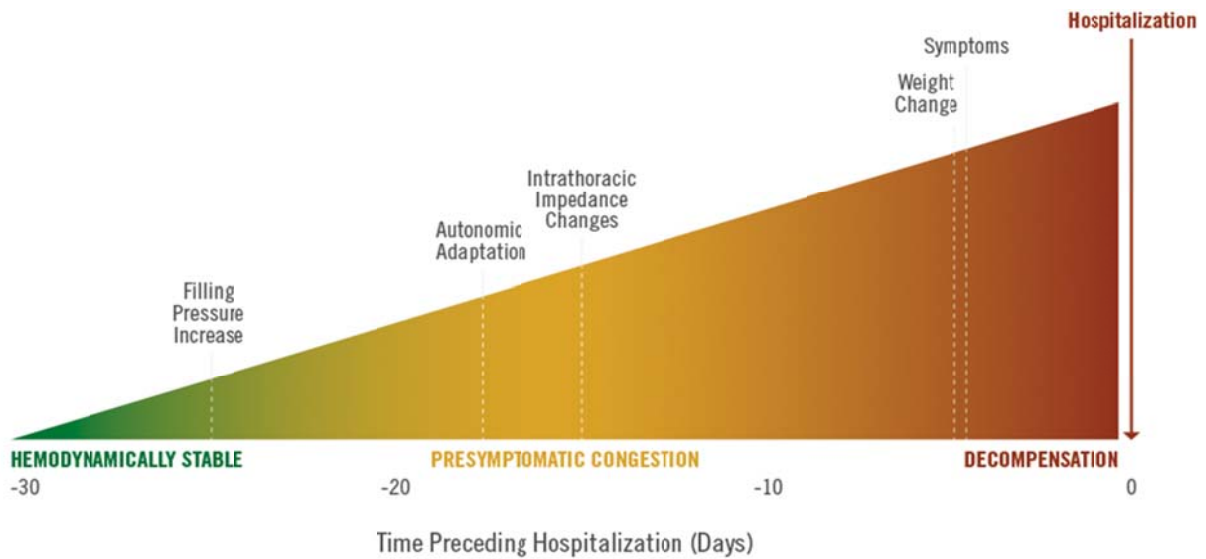 Hospitalization
Symptoms
Weight
Change
Intrathoracic
Impedance
Changes
Autonomic
Adaptation
Filling
Pressure
Increase
HEMODYNAMICALLY STABLE
PRESYMPTOMATIC CONGESTION
DECOMPENSATION
-30
-20
-10
0
Time Preceding Hospitalization (Days)